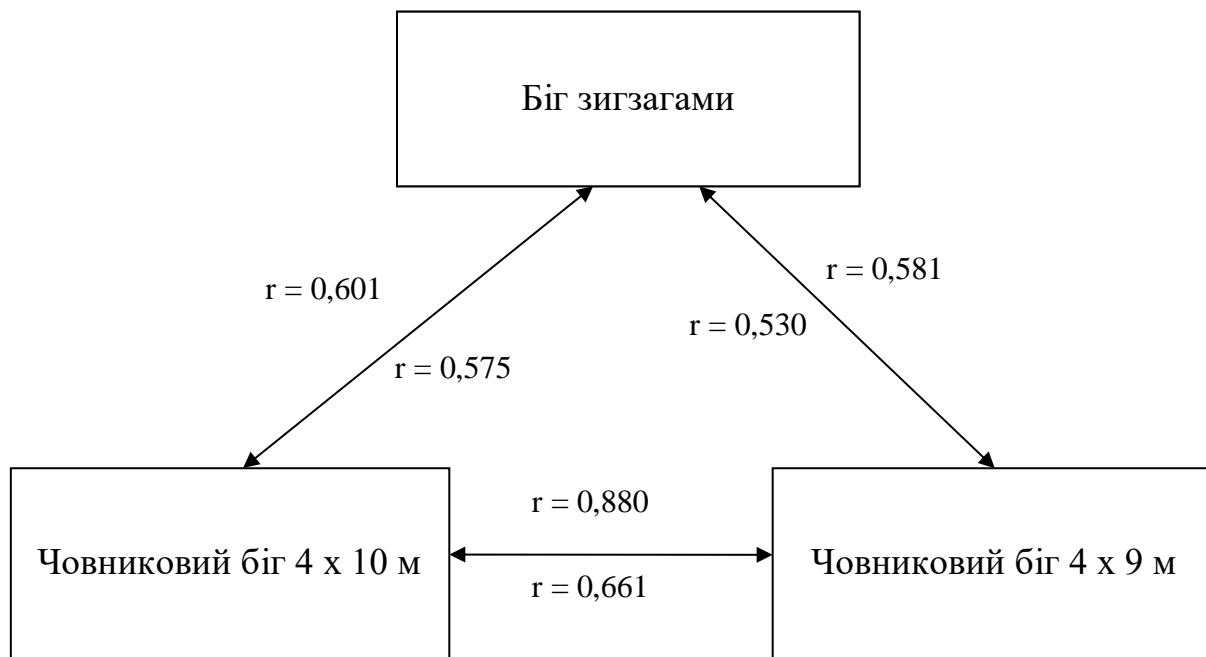 Біг зигзагами
r = 0,601
r = 0,581
r = 0,530
r = 0,575
r = 0,880
Човниковий біг 4 х 10 м
Човниковий біг 4 х 9 м
r = 0,661